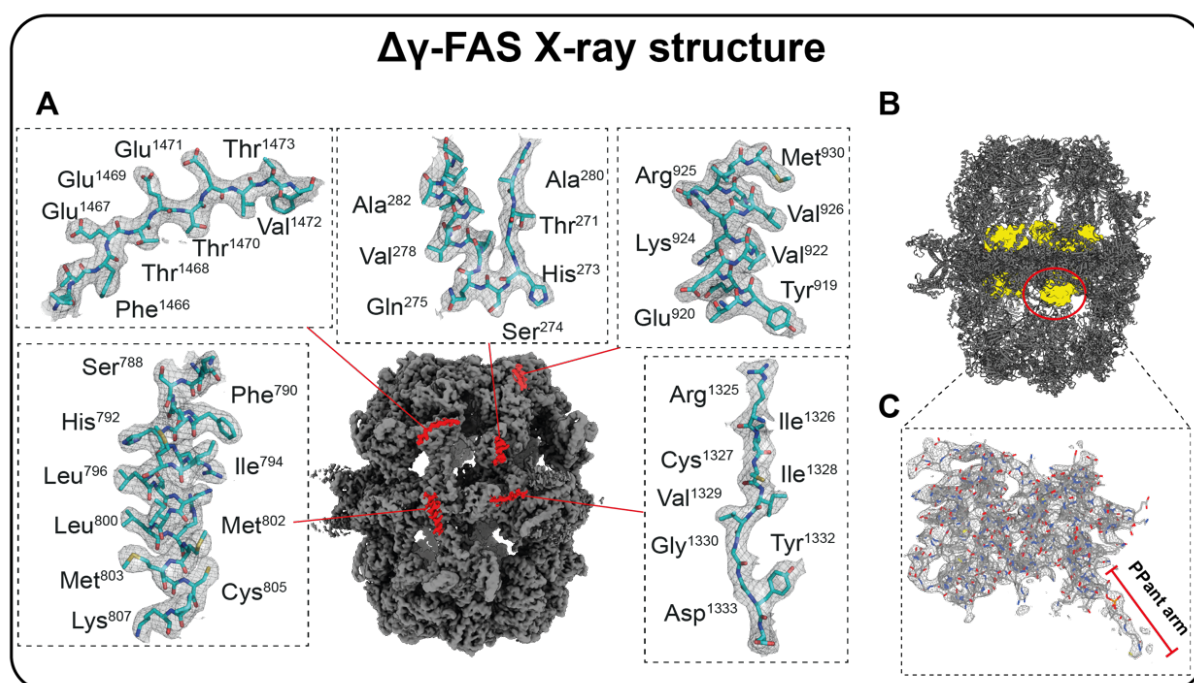 Δγ-FAS X-ray structure
A
Glu1471
Thr1473
Glu1469
Glu1467
Val1472
Thr1470
Thr1468
Phe1466
Ala280
Ala282
Thr271
Val278
His273
Gln275
Ser274
Met930
Arg925
Val926
Lys924
Val922
Tyr919
Glu920
Ser788
Phe790
His792
Ile794
Leu796
Leu800
Met802
Met803
Cys805
Lys807
Arg1325
Ile1326
Cys1327
Ile1328
Val1329
Gly1330
Tyr1332
Asp1333
B
C
PPant arm